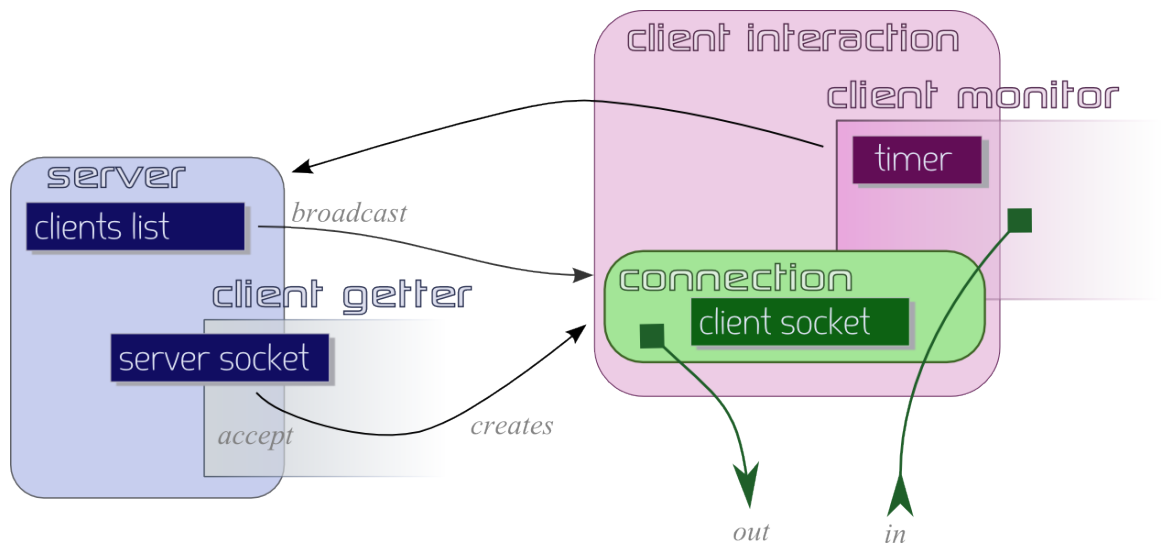 client interaction
client monitor
timer
server
clients list
broadcast
connection
client getter
client socket
server socket
accept
creates
out
in